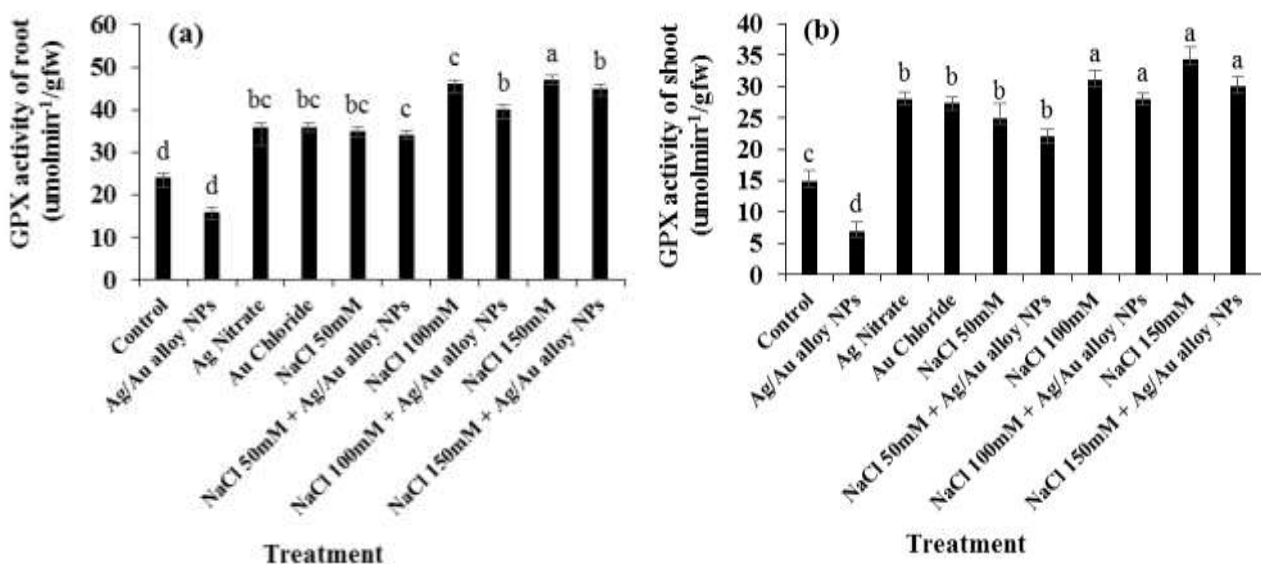 (a)
GPX activity of root
(umolmin⁻¹/gfw)
60
50
40
30
20
10
0
d
d
bc
bc
bc
c
c
b
a
b
Control
Ag/Au alloy NPs
Ag Nitrate
Au Chloride
NaCl 50mM
NaCl 50mM + Ag/Au alloy NPs
NaCl 100mM
NaCl 100mM + Ag/Au alloy NPs
NaCl 150mM
NaCl 150mM + Ag/Au alloy NPs
Treatment
(b)
GPX activity of shoot
(umolmin⁻¹/gfw)
40
35
30
25
20
15
10
5
0
c
d
b
b
b
b
a
a
a
a
Control
Ag/Au alloy NPs
Ag Nitrate
Au Chloride
NaCl 50mM
NaCl 50mM + Ag/Au alloy NPs
NaCl 100mM
NaCl 100mM + Ag/Au alloy NPs
NaCl 150mM
NaCl 150mM + Ag/Au alloy NPs
Treatment